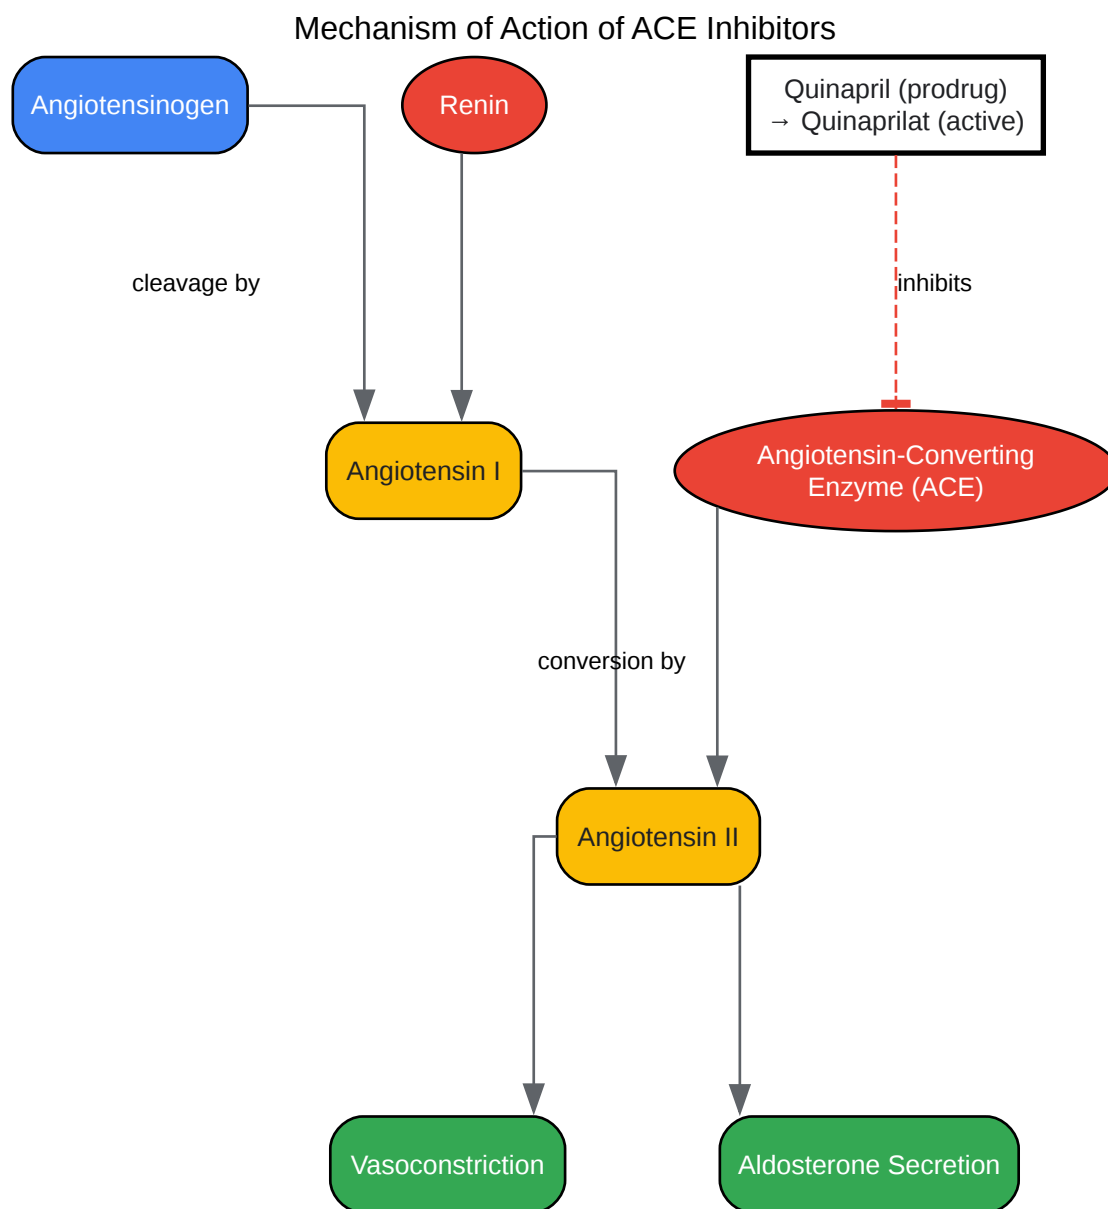 Mechanism of Action of ACE Inhibitors
Angiotensinogen
Renin
Quinapril (prodrug)
→ Quinaprilat (active)
cleavage by
inhibits
Angiotensin I
Angiotensin-Converting
Enzyme (ACE)
conversion by
Angiotensin II
Vasoconstriction
Aldosterone Secretion